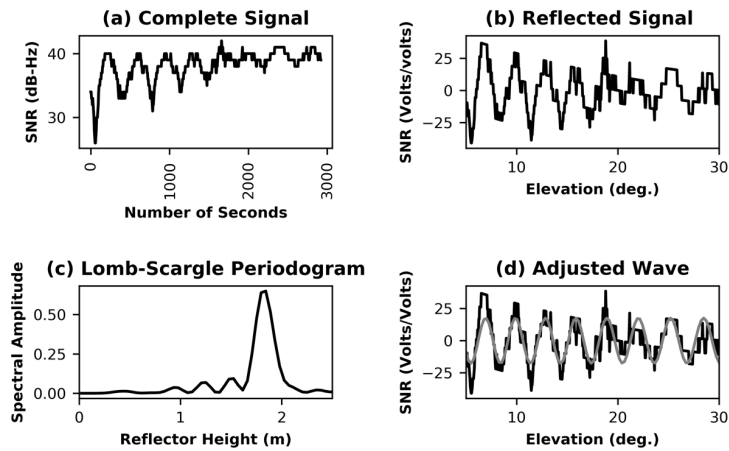 (a) Complete Signal
SNR (dB-Hz)
40
30
0
1000
2000
3000
Number of Seconds
(b) Reflected Signal
SNR (Volts/volts)
25
0
−25
10
20
30
Elevation (deg.)
(c) Lomb-Scargle Periodogram
Spectral Amplitude
0.50
0.25
0.00
0
1
2
Reflector Height (m)
(d) Adjusted Wave
SNR (Volts/Volts)
25
0
−25
10
20
30
Elevation (deg.)